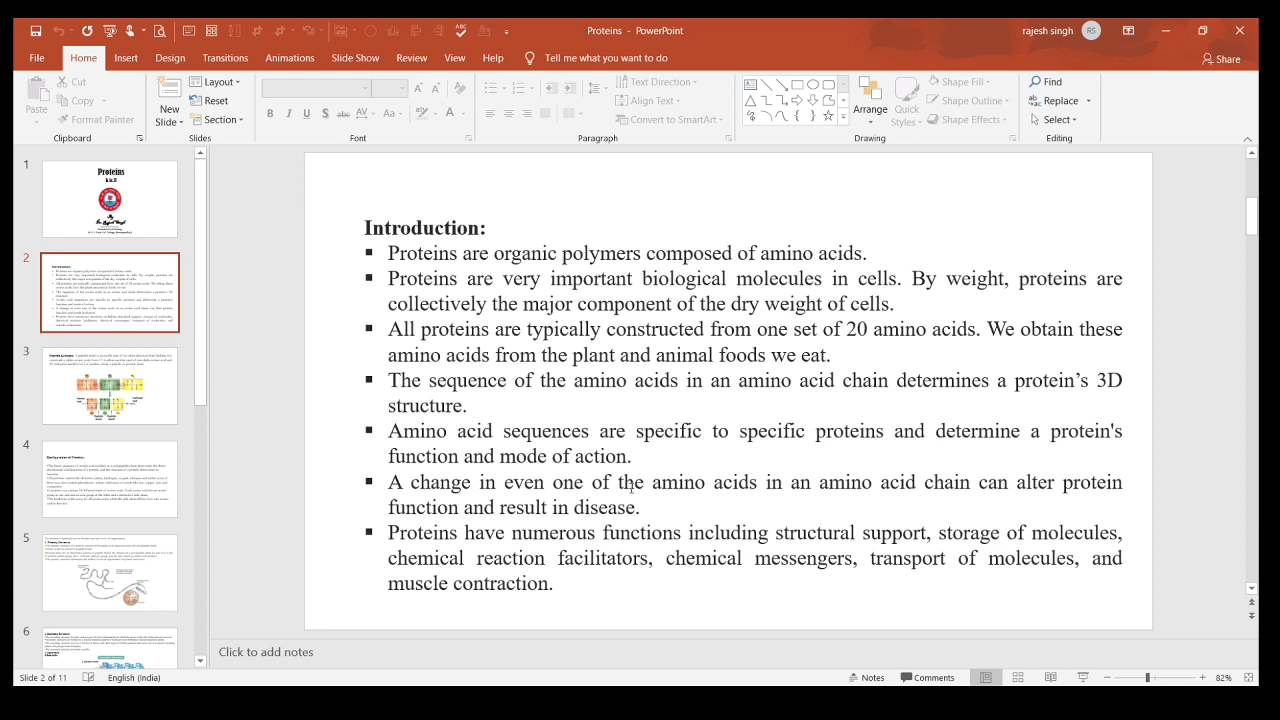 Proteins - PowerPoint
rajesh singh
RS
File Home Insert Design Transitions Animations Slide Show Review View Help Tell me what you want to do
Share
Paste
Cut
Copy
Format Painter
Clipboard
New
Slide
Layout
Reset
Section
Slides
Font
Text Direction
Align Text
Convert to SmartArt
Paragraph
Arrange
Quick
Styles
Shape Fill
Shape Outline
Shape Effects
Drawing
Find
Replace
Select
Editing
1
Proteins
2
3
4
5
6
Introduction:
▪ Proteins are organic polymers composed of amino acids.
▪ Proteins are very important biological molecules in cells. By weight, proteins are
collectively the major component of the dry weight of cells.
▪ All proteins are typically constructed from one set of 20 amino acids. We obtain these
amino acids from the plant and animal foods we eat.
▪ The sequence of the amino acids in an amino acid chain determines a protein’s 3D
structure.
▪ Amino acid sequences are specific to specific proteins and determine a protein's
function and mode of action.
▪ A change in even one of the amino acids in an amino acid chain can alter protein
function and result in disease.
▪ Proteins have numerous functions including structural support, storage of molecules,
chemical reaction facilitators, chemical messengers, transport of molecules, and
muscle contraction.
Click to add notes
Slide 2 of 11
English (India)
Notes
Comments
82%